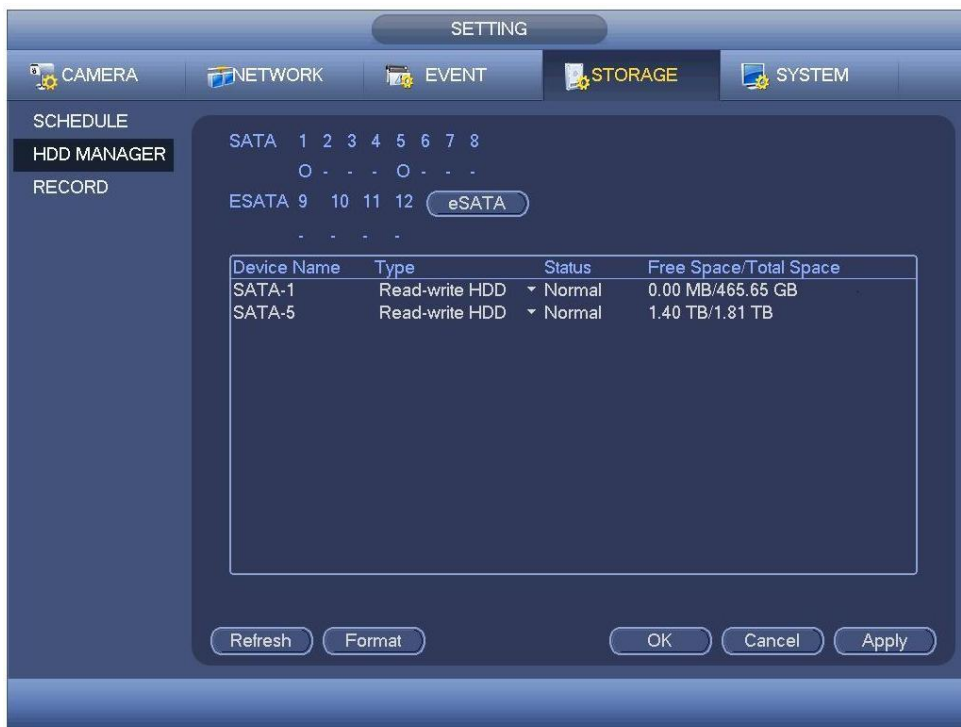 SETTING
CAMERA NETWORK EVENT STORAGE SYSTEM
SCHEDULE
HDD MANAGER
RECORD
SATA 1 2 3 4 5 6 7 8
O - - - O - - -
ESATA 9 10 11 12 eSATA
- - - -
Device Name Type Status Free Space/Total Space
SATA-1 Read-write HDD Normal 0.00 MB/465.65 GB
SATA-5 Read-write HDD Normal 1.40 TB/1.81 TB
Refresh Format OK Cancel Apply